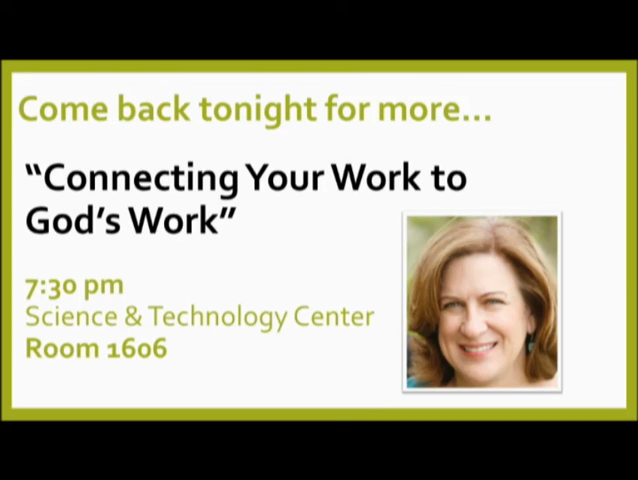 Come back tonight for more...
“Connecting Your Work to
God’s Work”
7:30 pm
Science & Technology Center
Room 1606